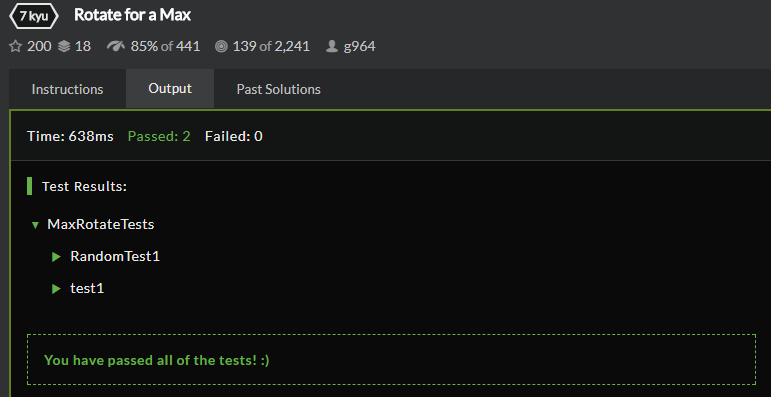 7 kyu Rotate for a Max
200 18 85% of 441 139 of 2,241 g964
Instructions Output Past Solutions
Time: 638ms Passed: 2 Failed: 0
Test Results:
MaxRotateTests
RandomTest1
test1
You have passed all of the tests! :)